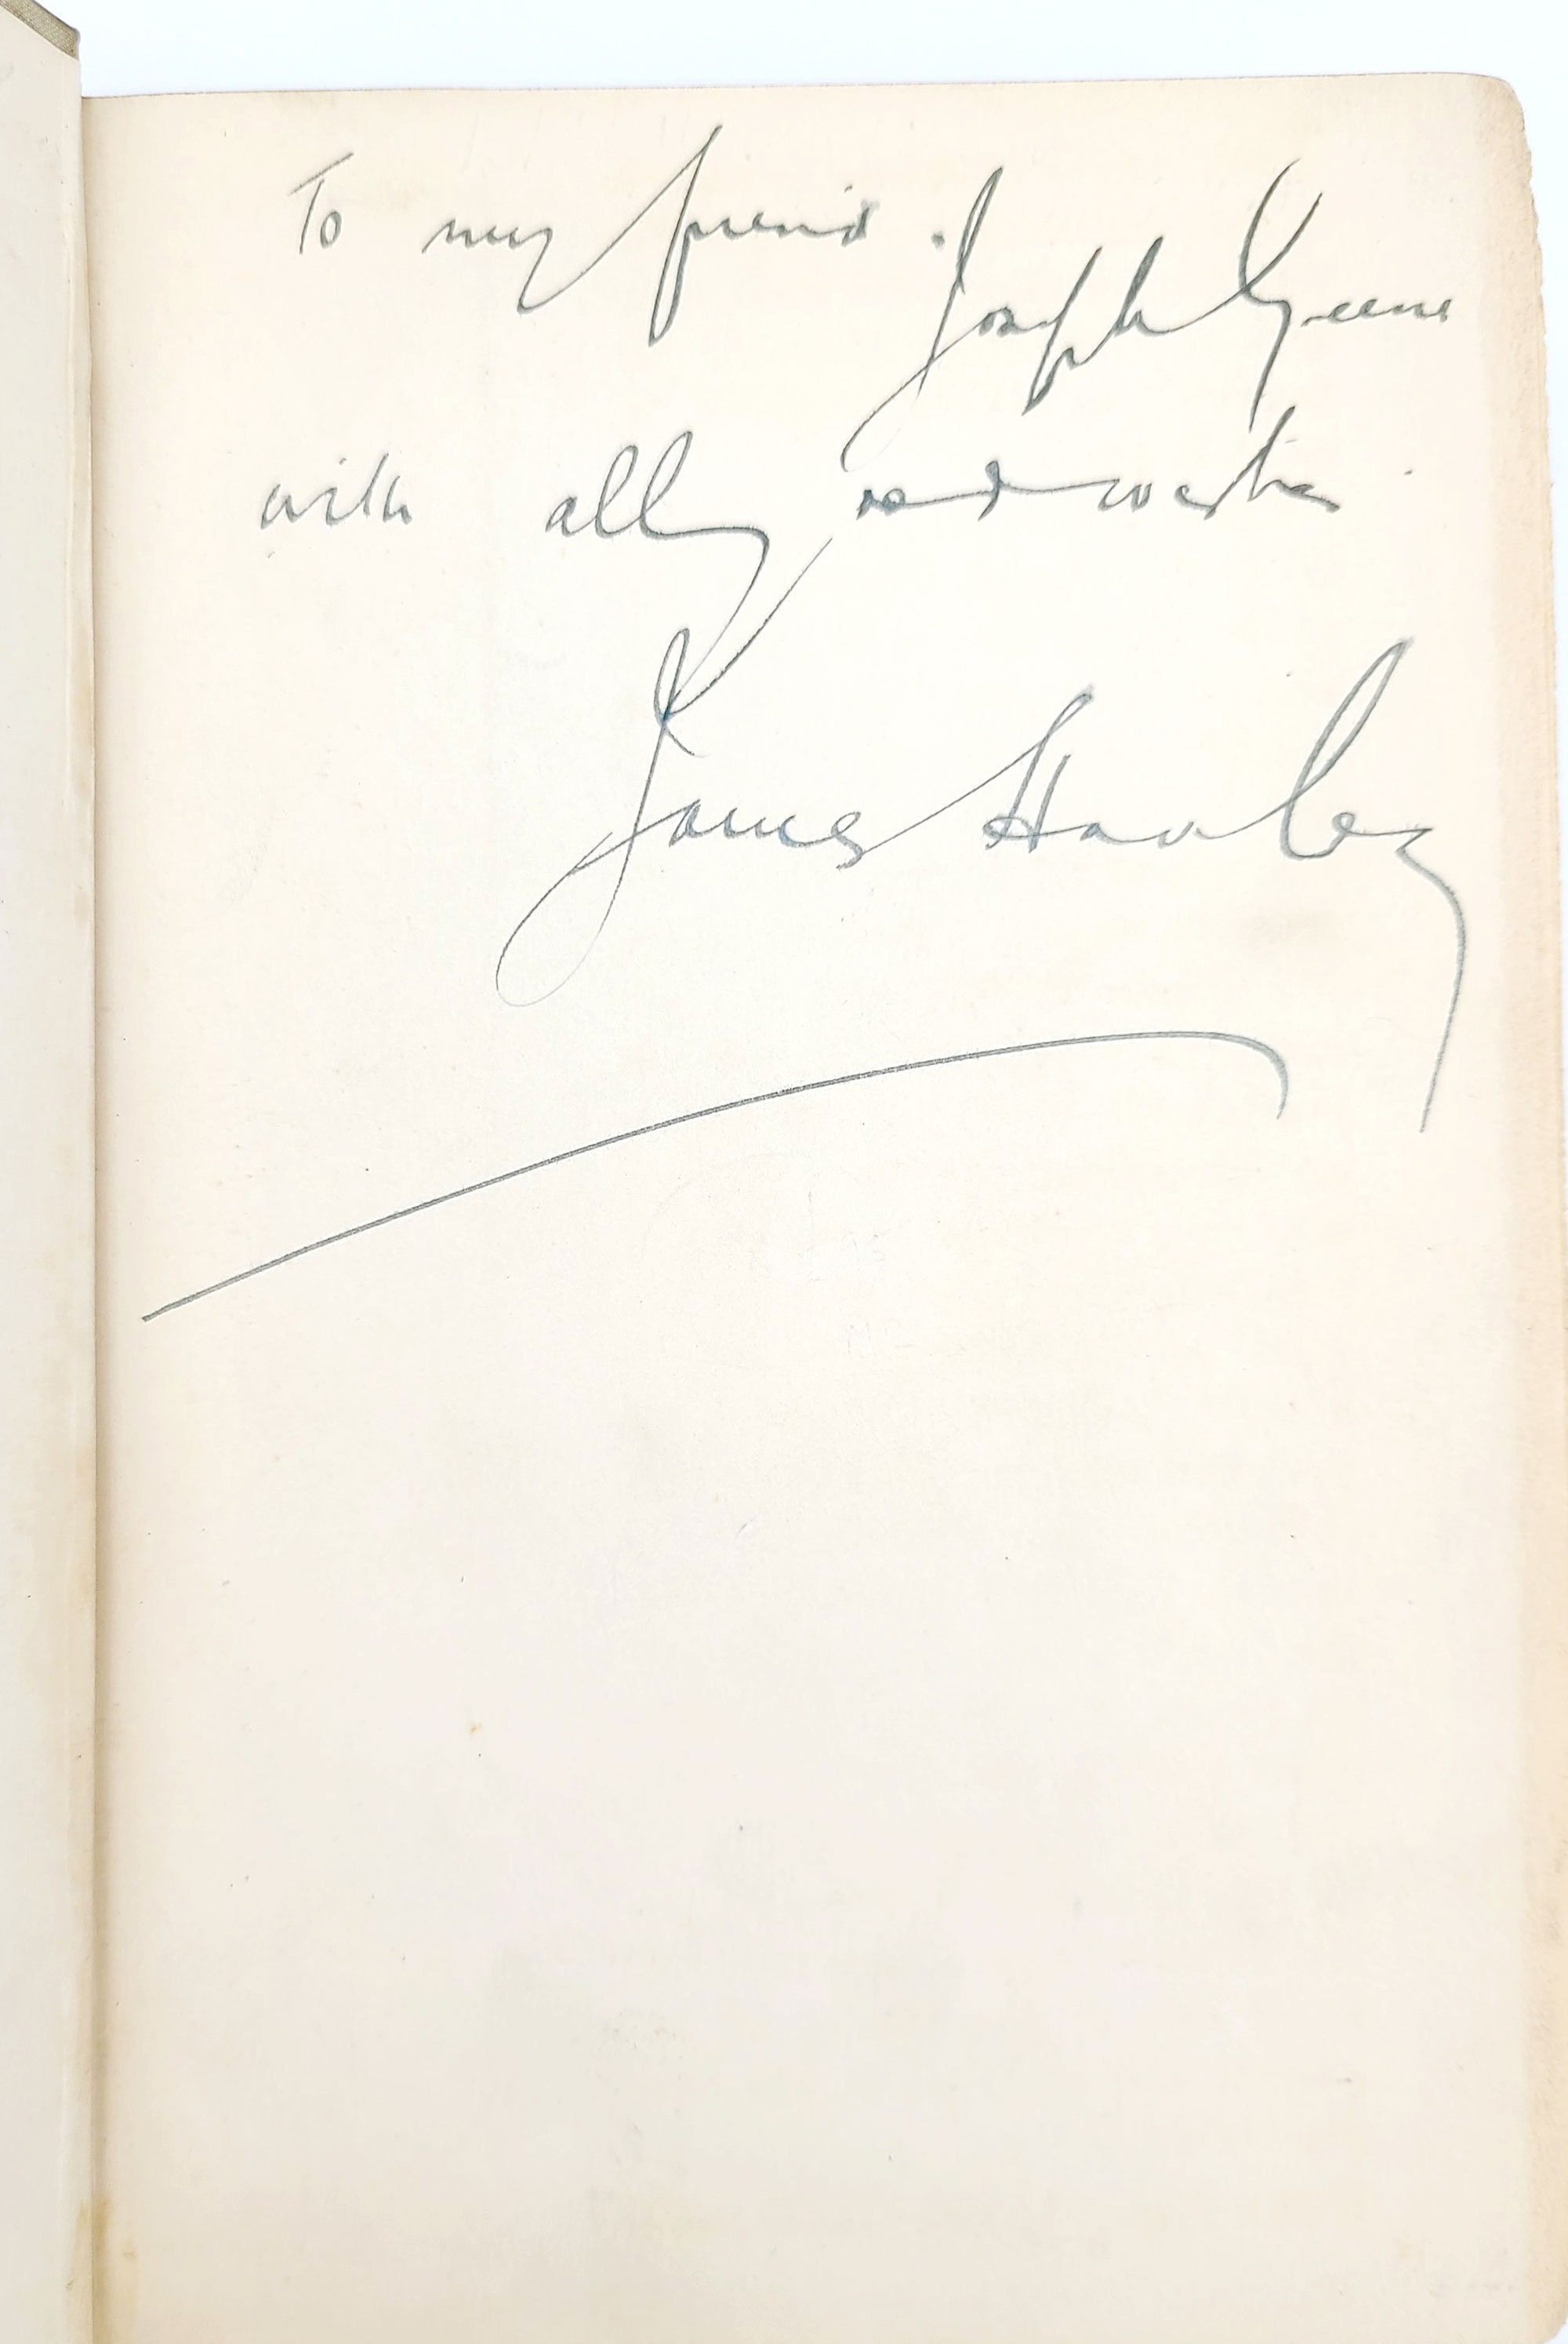 To my friend
Joseph Greene
with all good wishes
James Hanley